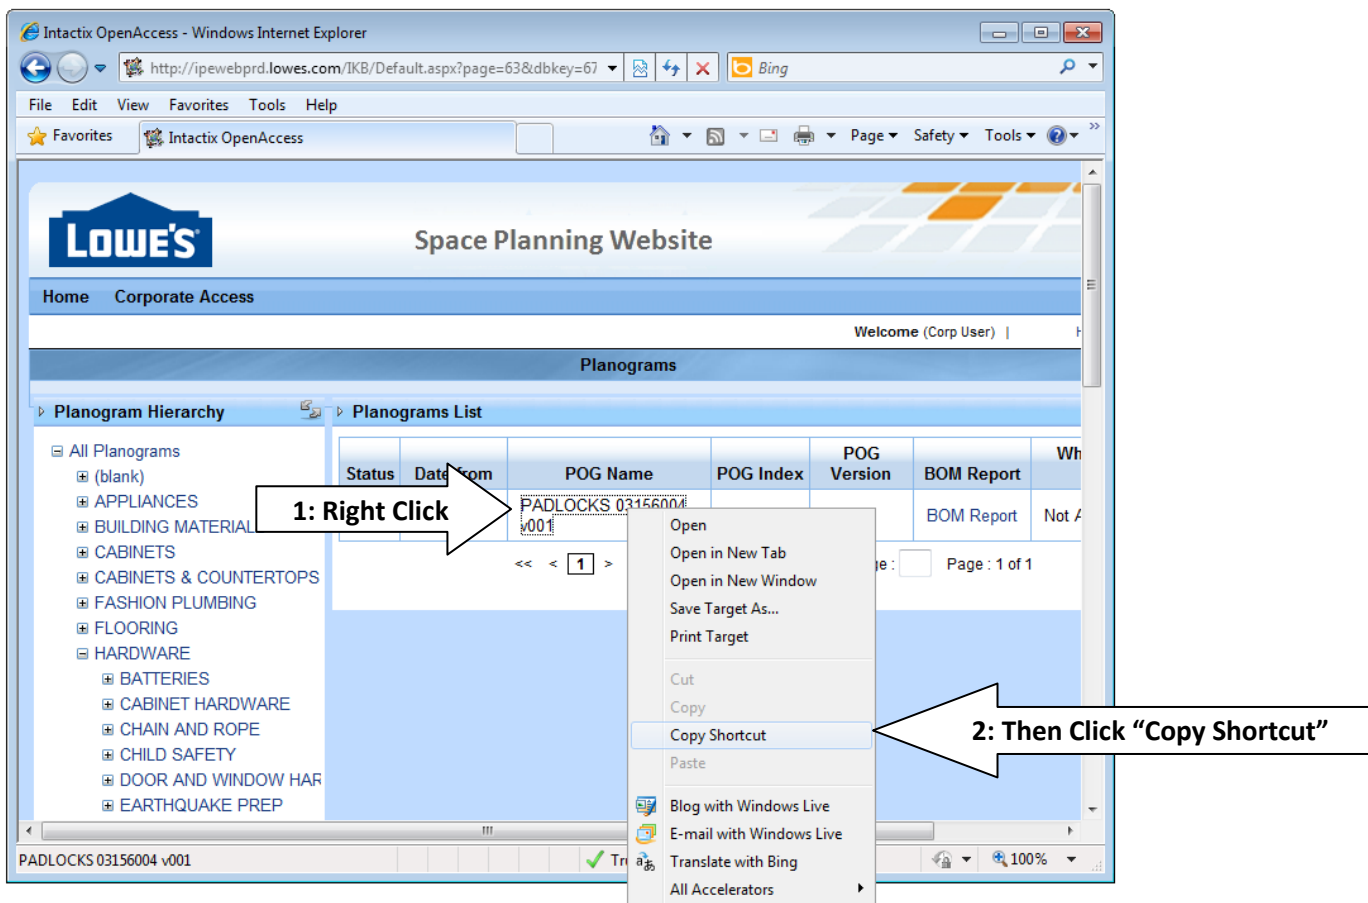 Intactix OpenAccess - Windows Internet Explorer
http://ipewebprd.lowes.com/IKB/Default.aspx?page=63&dbkey=67
Bing
File Edit View Favorites Tools Help
Favorites Intactix OpenAccess Page Safety Tools
LOWE'S
Space Planning Website
Home Corporate Access
Welcome (Corp User) |
Planograms
Planogram Hierarchy
Planograms List
All Planograms
(blank)
APPLIANCES
BUILDING MATERIAL
CABINETS
CABINETS & COUNTERTOPS
FASHION PLUMBING
FLOORING
HARDWARE
BATTERIES
CABINET HARDWARE
CHAIN AND ROPE
CHILD SAFETY
DOOR AND WINDOW HAR
EARTHQUAKE PREP
Status Date from POG Name POG Index POG Version BOM Report Wh
PADLOCKS 03156004
v001
BOM Report Not A
<< < 1 > ge : Page : 1 of 1
1: Right Click
Open
Open in New Tab
Open in New Window
Save Target As...
Print Target
Cut
Copy
Copy Shortcut
Paste
Blog with Windows Live
E-mail with Windows Live
Translate with Bing
All Accelerators
2: Then Click “Copy Shortcut”
PADLOCKS 03156004 v001
Tr
100%